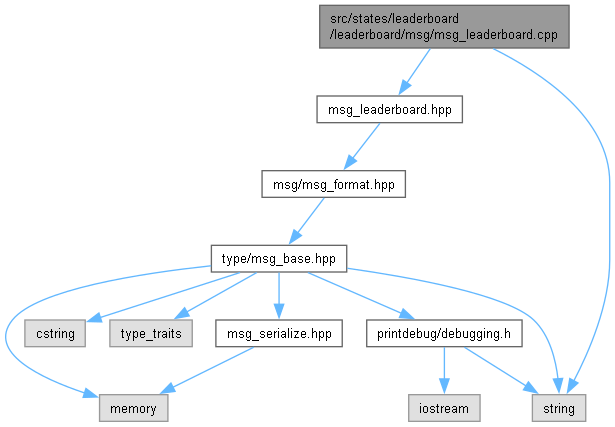 src/states/leaderboard
/leaderboard/msg/msg_leaderboard.cpp
msg_leaderboard.hpp
msg/msg_format.hpp
type/msg_base.hpp
cstring
type_traits
msg_serialize.hpp
printdebug/debugging.h
memory
iostream
string